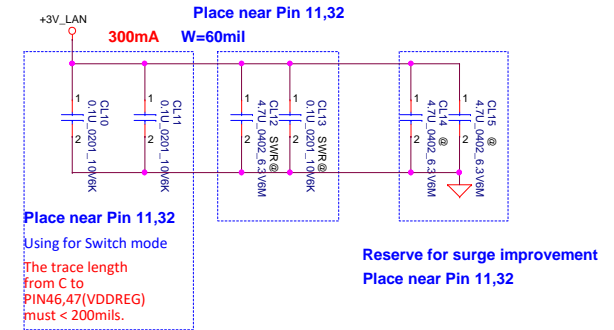 Place near Pin 11,32
+3V_LAN
300mA
W=60mil
1
2
CL10
0.1U_0201_10V6K
1
2
CL11
0.1U_0201_10V6K
1
2
CL12 SWR@
4.7U_0402_6.3V6M
1
2
CL13 SWR@
0.1U_0201_10V6K
1
2
CL14 @
4.7U_0402_6.3V6M
1
2
CL15 @
4.7U_0402_6.3V6M
Place near Pin 11,32
Using for Switch mode
The trace length
from C to
PIN46,47(VDDREG)
must < 200mils.
Reserve for surge improvement
Place near Pin 11,32